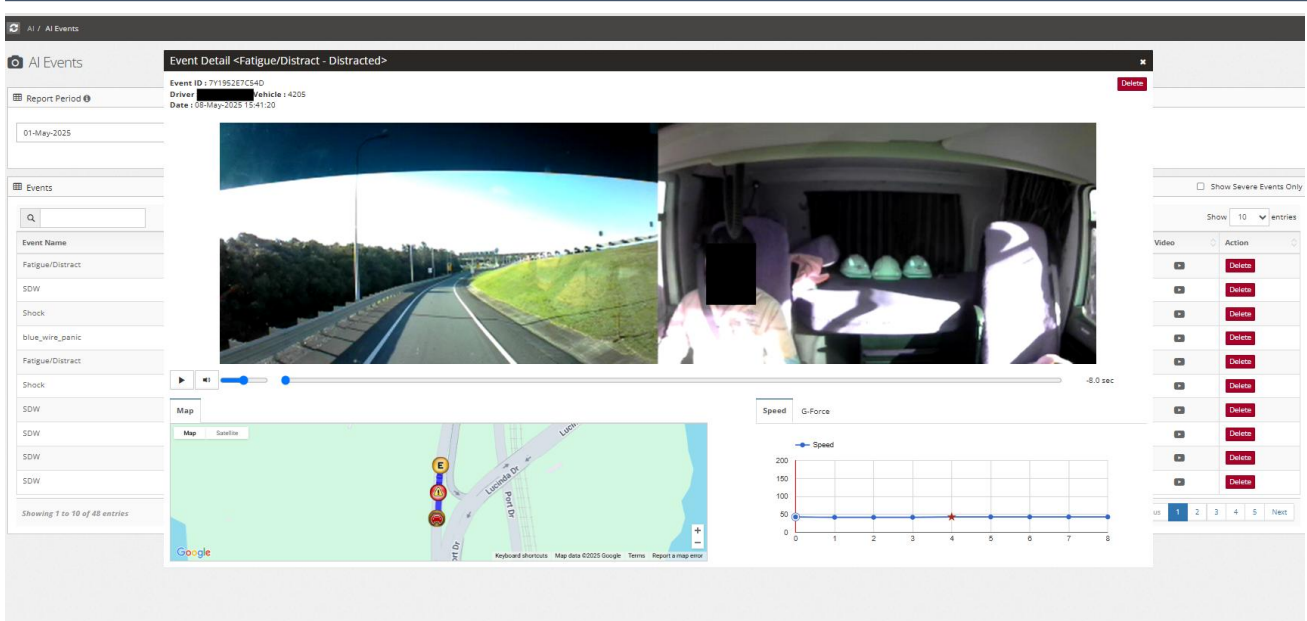 AI / AI Events
AI Events
Report Period
01-May-2025
Events
Show Severe Events Only
Show 10 entries
Event Name
Video
Action
Fatigue/Distract
Delete
SDW
Delete
Shock
Delete
blue_wire_panic
Delete
Fatigue/Distract
Delete
Shock
Delete
SDW
Delete
SDW
Delete
SDW
Delete
SDW
Delete
Showing 1 to 10 of 48 entries
us 1 2 3 4 5 Next
Event Detail <Fatigue/Distract - Distracted>
Event ID : 7Y1952E7C54D
Delete
Driver Vehicle : 4205
Date : 08-May-2025 15:41:20
-8.0 sec
Map
Map Satellite
E
Lucinda Dr
Lucinda Dr
Port Dr
Google
Keyboard shortcuts Map data ©2025 Google Terms Report a map error
Speed G-Force
Speed
200
150
100
50
0
0 1 2 3 4 5 6 7 8